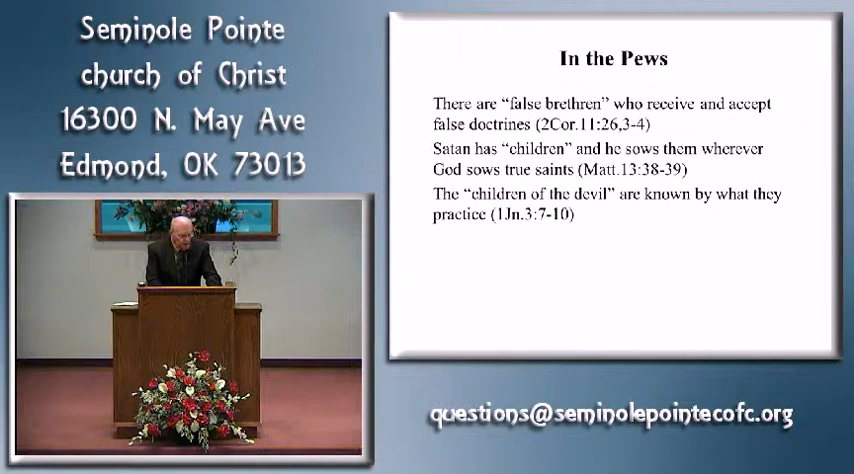 Seminole Pointe
church of Christ
16300 N. May Ave
Edmond, OK 73013
In the Pews
There are “false brethren” who receive and accept
false doctrines (2Cor.11:26,3-4)
Satan has “children” and he sows them wherever
God sows true saints (Matt.13:38-39)
The “children of the devil” are known by what they
practice (1Jn.3:7-10)
questions@seminolepointecofc.org